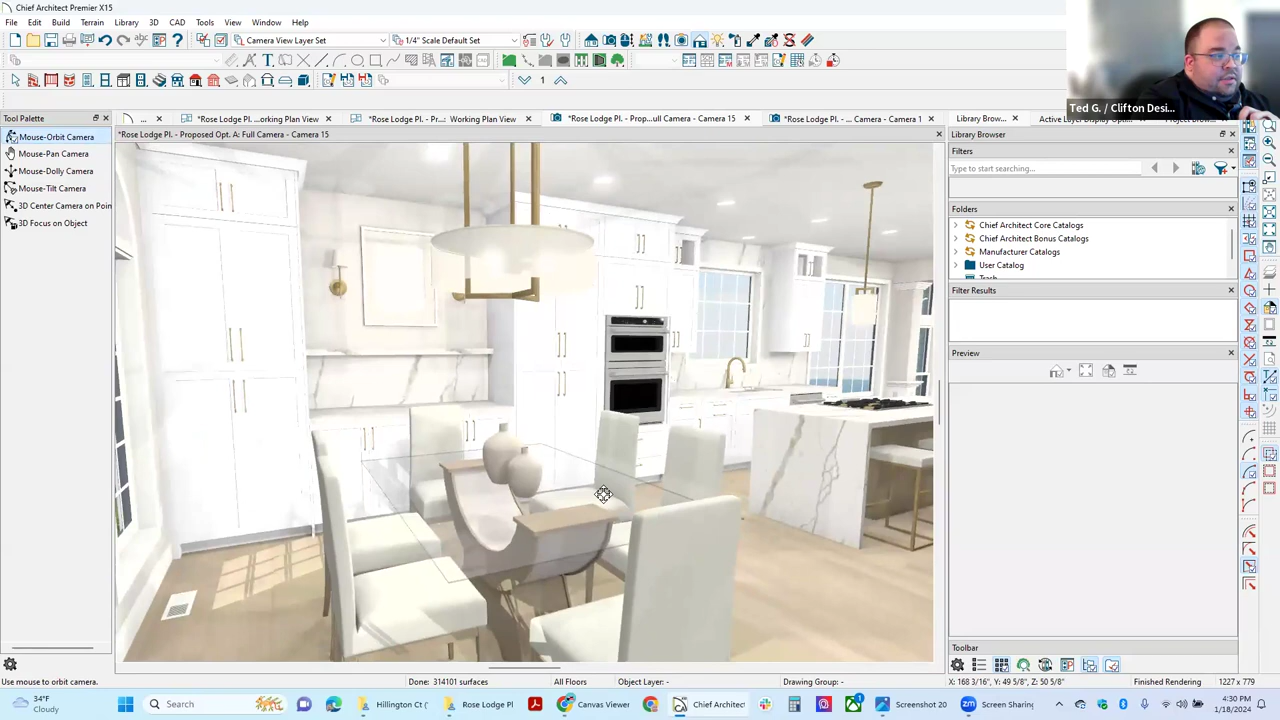 Chief Architect Premier X15
File Edit Build Terrain Library 3D CAD Tools View Window Help
Camera View Layer Set
1/4" Scale Default Set
1
Ted G. / Clifton Desi...
Tool Palette
Mouse-Orbit Camera
Mouse-Pan Camera
Mouse-Dolly Camera
Mouse-Tilt Camera
3D Center Camera on Poin
3D Focus on Object
*Rose Lodge Pl. ...orking Plan View
*Rose Lodge Pl. - Pr...: Working Plan View
*Rose Lodge Pl. - Prop...ull Camera - Camera 15
*Rose Lodge Pl. ... Camera - Camera 1
*Rose Lodge Pl. - Proposed Opt. A: Full Camera - Camera 15
Library Brow...
Active Layer Display Opt...
Project Brow...
Library Browser
Filters
Type to start searching...
Folders
Chief Architect Core Catalogs
Chief Architect Bonus Catalogs
Manufacturer Catalogs
User Catalog
Trash
Filter Results
Preview
Toolbar
Use mouse to orbit camera.
Done: 314101 surfaces
All Floors
Object Layer: -
Drawing Group: -
X: 168 3/16", Y: 49 5/8", Z: 50 5/8"
Finished Rendering
1227 x 779
34°F
Cloudy
Search
Hillington Ct (
Rose Lodge Pl
Canvas Viewer
Chief Architect
Screenshot 20
Screen Sharing
4:30 PM
1/18/2024